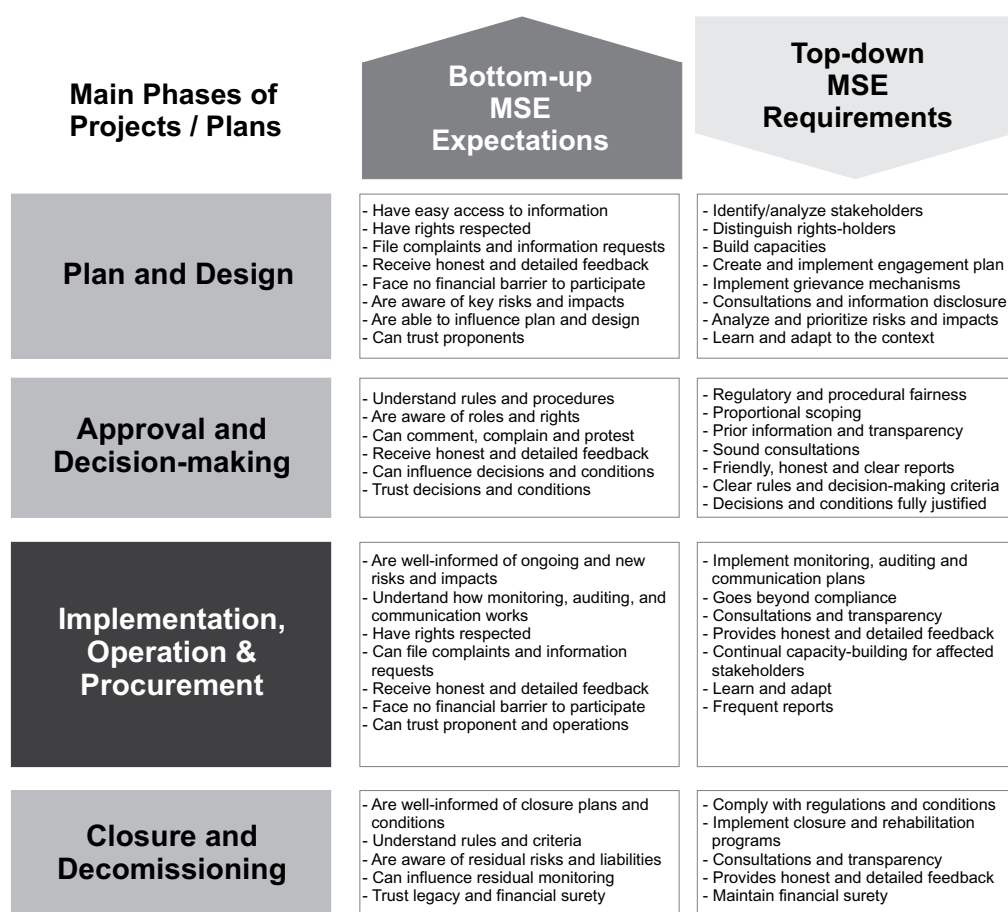 Main Phases of
Projects / Plans
Bottom-up
MSE
Expectations
Top-down
MSE
Requirements
Plan and Design
- Have easy access to information
- Have rights respected
- File complaints and information requests
- Receive honest and detailed feedback
- Face no financial barrier to participate
- Are aware of key risks and impacts
- Are able to influence plan and design
- Can trust proponents
- Identify/analyze stakeholders
- Distinguish rights-holders
- Build capacities
- Create and implement engagement plan
- Implement grievance mechanisms
- Consultations and information disclosure
- Analyze and prioritize risks and impacts
- Learn and adapt to the context
Approval and
Decision-making
- Understand rules and procedures
- Are aware of roles and rights
- Can comment, complain and protest
- Receive honest and detailed feedback
- Can influence decisions and conditions
- Trust decisions and conditions
- Regulatory and procedural fairness
- Proportional scoping
- Prior information and transparency
- Sound consultations
- Friendly, honest and clear reports
- Clear rules and decision-making criteria
- Decisions and conditions fully justified
Implementation,
Operation &
Procurement
- Are well-informed of ongoing and new
risks and impacts
- Undertand how monitoring, auditing, and
communication works
- Have rights respected
- Can file complaints and information
requests
- Receive honest and detailed feedback
- Face no financial barrier to participate
- Can trust proponent and operations
- Implement monitoring, auditing and
communication plans
- Goes beyond compliance
- Consultations and transparency
- Provides honest and detailed feedback
- Continual capacity-building for affected
stakeholders
- Learn and adapt
- Frequent reports
Closure and
Decomissioning
- Are well-informed of closure plans and
conditions
- Understand rules and criteria
- Are aware of residual risks and liabilities
- Can influence residual monitoring
- Trust legacy and financial surety
- Comply with regulations and conditions
- Implement closure and rehabilitation
programs
- Consultations and transparency
- Provides honest and detailed feedback
- Maintain financial surety